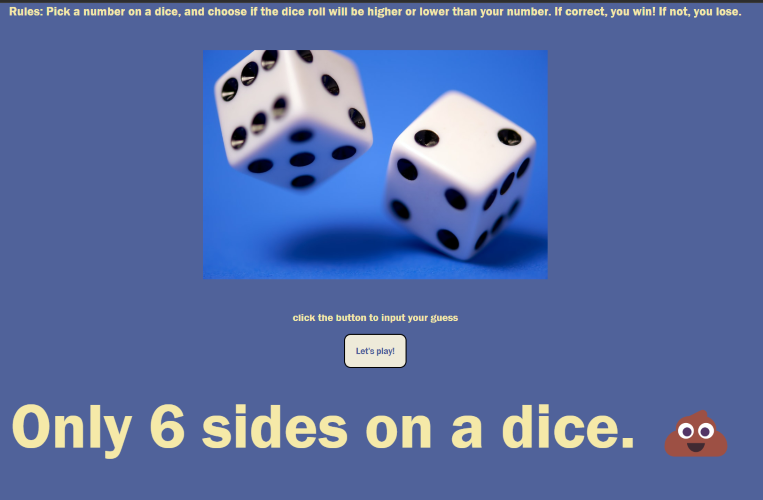 Rules: Pick a number on a dice, and choose if the dice roll will be higher or lower than your number. If correct, you win! If not, you lose.
click the button to input your guess
Let's play!
Only 6 sides on a dice.